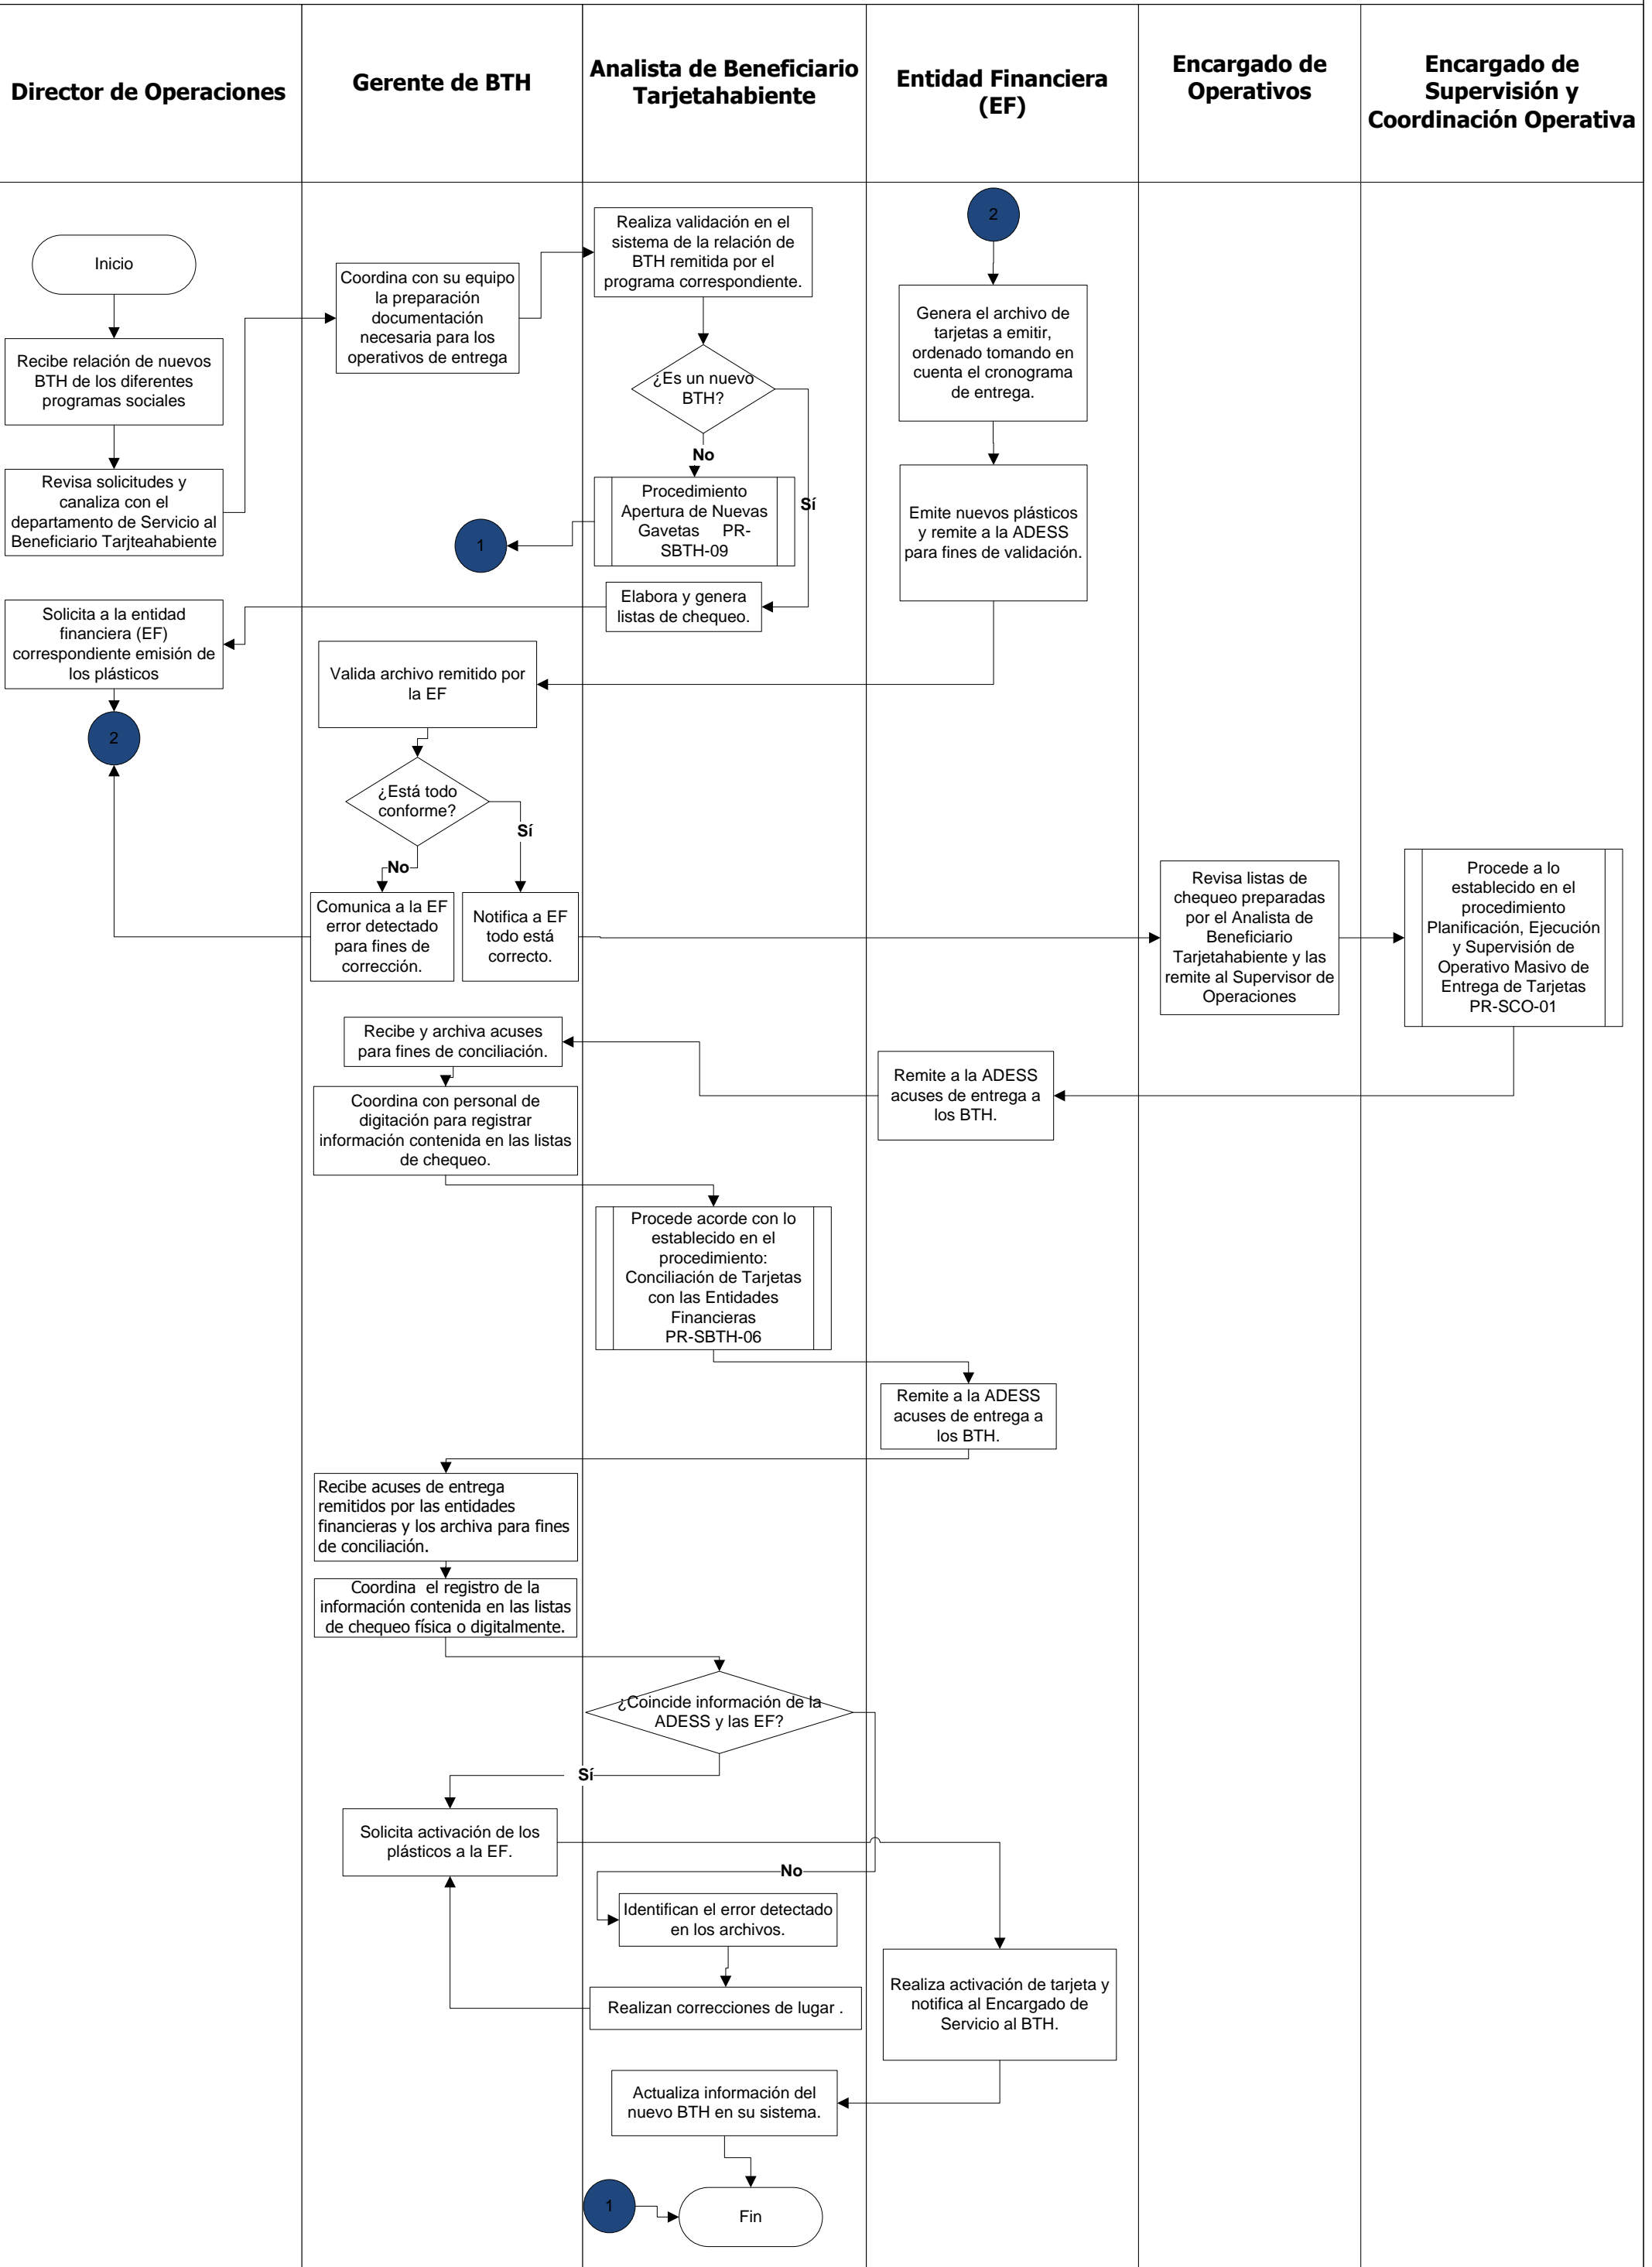 Director de Operaciones
Gerente de BTH
Analista de Beneficiario
Tarjetahabiente
Entidad Financiera
(EF)
Encargado de
Operativos
Encargado de
Supervisión y
Coordinación Operativa
Inicio
Recibe relación de nuevos
BTH de los diferentes
programas sociales
Revisa solicitudes y
canaliza con el
departamento de Servicio al
Beneficiario Tarjteahabiente
Coordina con su equipo
la preparación
documentación
necesaria para los
operativos de entrega
Realiza validación en el
sistema de la relación de
BTH remitida por el
programa correspondiente.
¿Es un nuevo
BTH?
No
Sí
Procedimiento
Apertura de Nuevas
Gavetas PR-
SBTH-09
1
Elabora y genera
listas de chequeo.
Solicita a la entidad
financiera (EF)
correspondiente emisión de
los plásticos
2
2
Genera el archivo de
tarjetas a emitir,
ordenado tomando en
cuenta el cronograma
de entrega.
Emite nuevos plásticos
y remite a la ADESS
para fines de validación.
Valida archivo remitido por
la EF
¿Está todo
conforme?
Sí
No
Comunica a la EF
error detectado
para fines de
corrección.
Notifica a EF
todo está
correcto.
Revisa listas de
chequeo preparadas
por el Analista de
Beneficiario
Tarjetahabiente y las
remite al Supervisor de
Operaciones
Procede a lo
establecido en el
procedimiento
Planificación, Ejecución
y Supervisión de
Operativo Masivo de
Entrega de Tarjetas
PR-SCO-01
Remite a la ADESS
acuses de entrega a
los BTH.
Recibe y archiva acuses
para fines de conciliación.
Coordina con personal de
digitación para registrar
información contenida en las listas
de chequeo.
Procede acorde con lo
establecido en el
procedimiento:
Conciliación de Tarjetas
con las Entidades
Financieras
PR-SBTH-06
Remite a la ADESS
acuses de entrega a
los BTH.
Recibe acuses de entrega
remitidos por las entidades
financieras y los archiva para fines
de conciliación.
Coordina el registro de la
información contenida en las listas
de chequeo física o digitalmente.
¿Coincide información de la
ADESS y las EF?
Sí
Solicita activación de los
plásticos a la EF.
No
Identifican el error detectado
en los archivos.
Realizan correcciones de lugar .
Realiza activación de tarjeta y
notifica al Encargado de
Servicio al BTH.
Actualiza información del
nuevo BTH en su sistema.
1
Fin